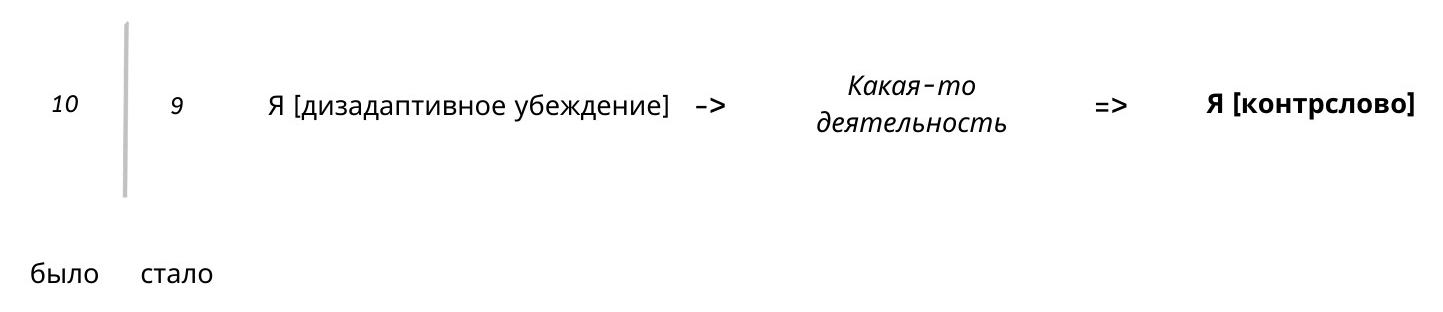 10 9 Я [дизадаптивное убеждение] -> Какая-то деятельность => Я [контрслово]
было стало